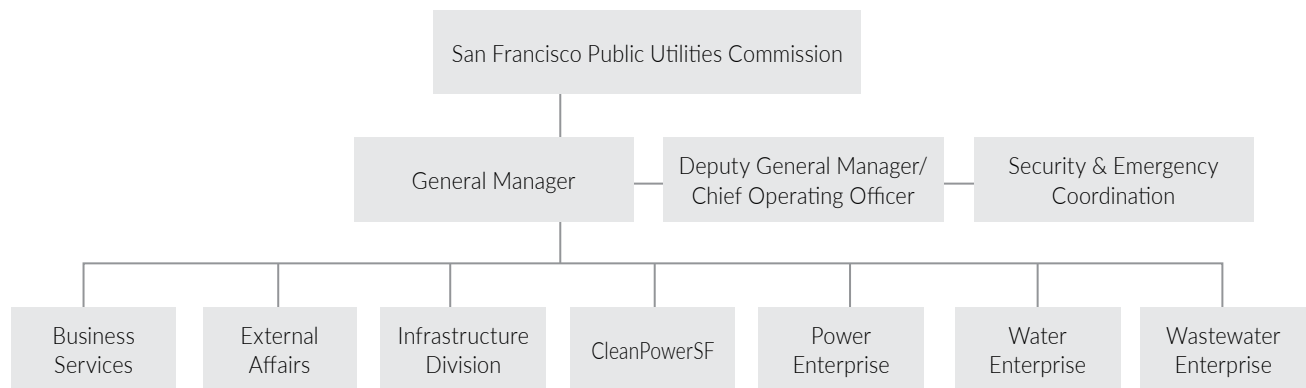 San Francisco Public Utilities Commission
General Manager
Deputy General Manager/
Chief Operating Officer
Security & Emergency
Coordination
Business
Services
External
Affairs
Infrastructure
Division
CleanPowerSF
Power
Enterprise
Water
Enterprise
Wastewater
Enterprise